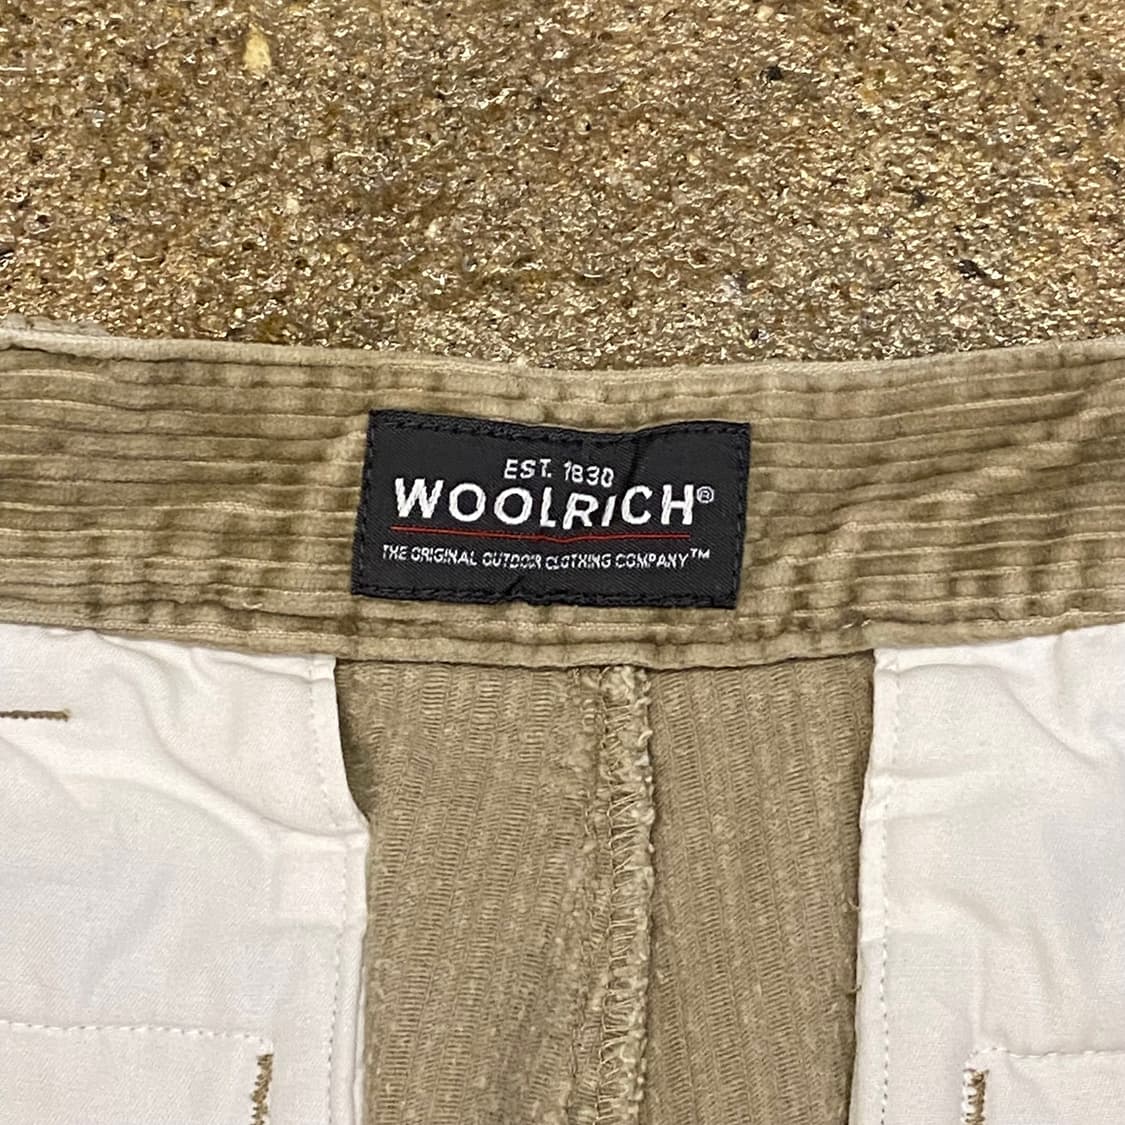 EST. 1830
WOOLRICH®
THE ORIGINAL OUTDOOR CLOTHING COMPANY™